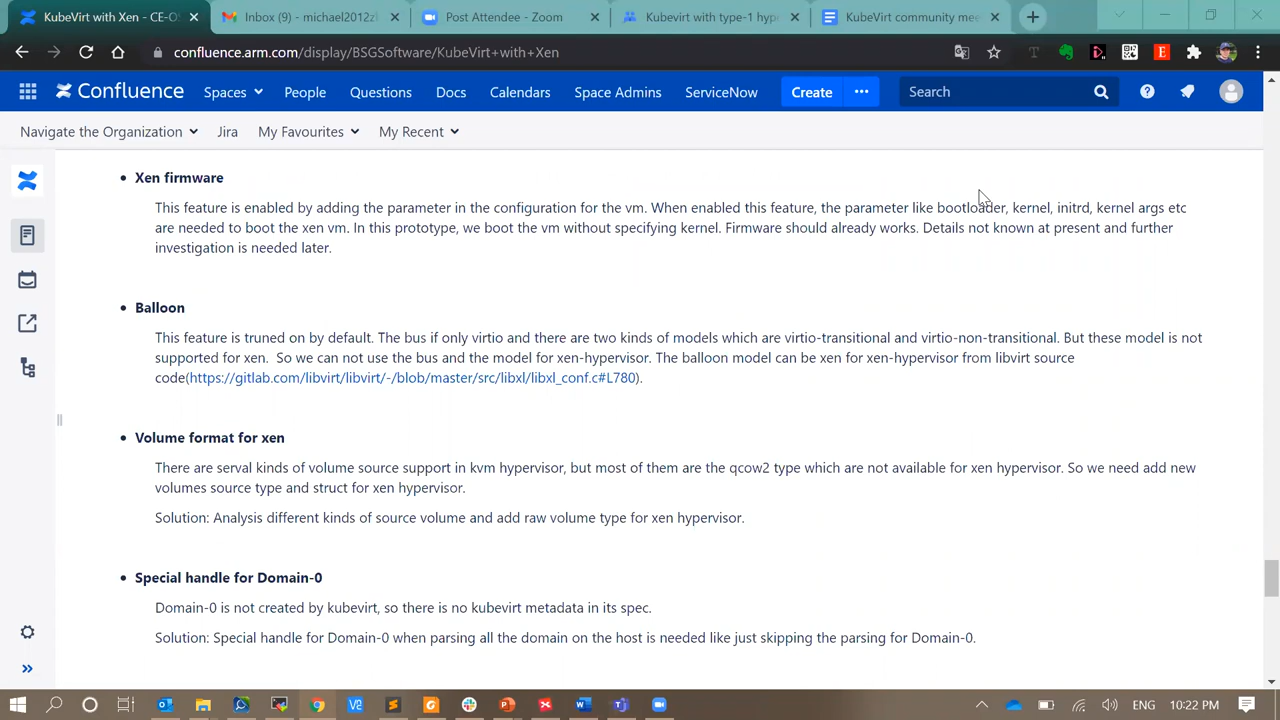 KubeVirt with Xen - CE-OS
Inbox (9) - michael2012z
Post Attendee - Zoom
Kubevirt with type-1 hyp
KubeVirt community mee
confluence.arm.com/display/BSGSoftware/KubeVirt+with+Xen
Confluence
Spaces
People
Questions
Docs
Calendars
Space Admins
ServiceNow
Create
Search
Navigate the Organization
Jira
My Favourites
My Recent
• Xen firmware
This feature is enabled by adding the parameter in the configuration for the vm. When enabled this feature, the parameter like bootloader, kernel, initrd, kernel args etc
are needed to boot the xen vm. In this prototype, we boot the vm without specifying kernel. Firmware should already works. Details not known at present and further
investigation is needed later.
• Balloon
This feature is truned on by default. The bus if only virtio and there are two kinds of models which are virtio-transitional and virtio-non-transitional. But these model is not
supported for xen.  So we can not use the bus and the model for xen-hypervisor. The balloon model can be xen for xen-hypervisor from libvirt source
code(https://gitlab.com/libvirt/libvirt/-/blob/master/src/libxl/libxl_conf.c#L780).
• Volume format for xen
There are serval kinds of volume source support in kvm hypervisor, but most of them are the qcow2 type which are not available for xen hypervisor. So we need add new
volumes source type and struct for xen hypervisor.
Solution: Analysis different kinds of source volume and add raw volume type for xen hypervisor.
• Special handle for Domain-0
Domain-0 is not created by kubevirt, so there is no kubevirt metadata in its spec.
Solution: Special handle for Domain-0 when parsing all the domain on the host is needed like just skipping the parsing for Domain-0.
ENG
10:22 PM